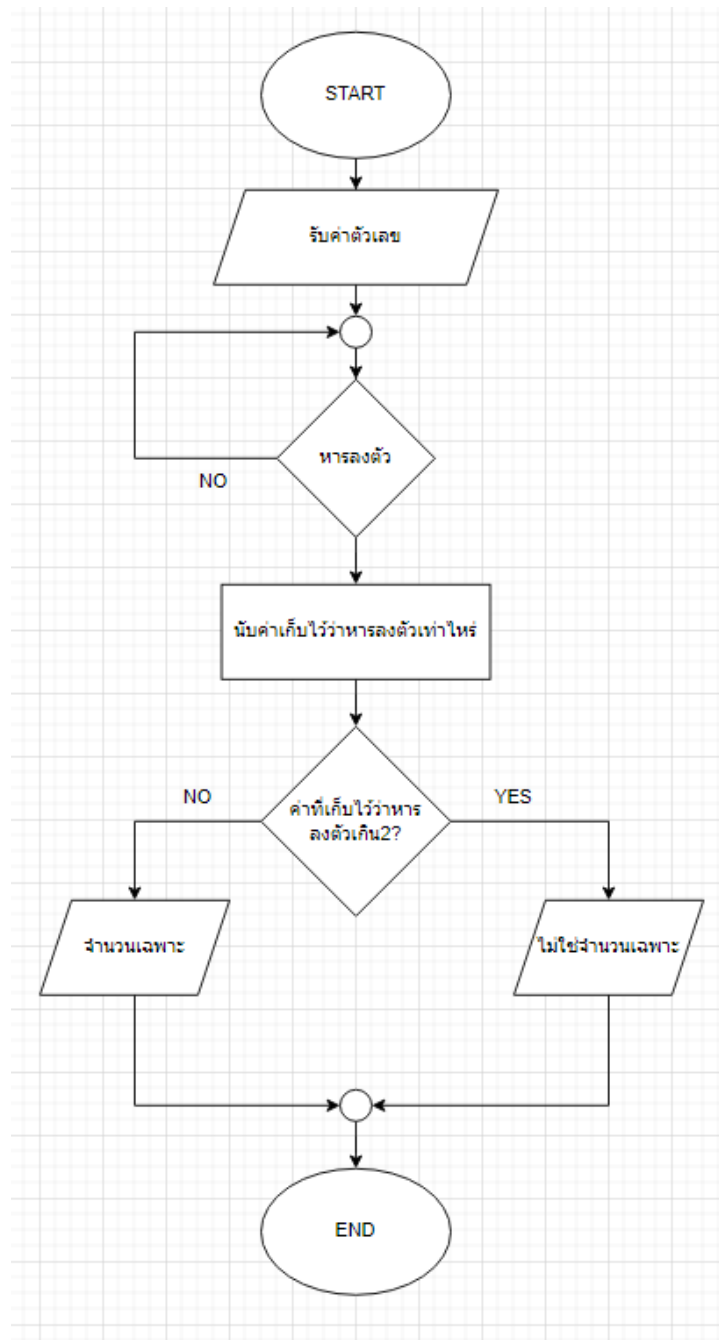 START
รับค่าตัวเลข
หารลงตัว
NO
นับค่าเก็บไว้ว่าหารลงตัวเท่าไหร่
NO
ค่าที่เก็บไว้ว่าหาร
ลงตัวเกิน2?
YES
จำนวนเฉพาะ
ไม่ใช่จำนวนเฉพาะ
END